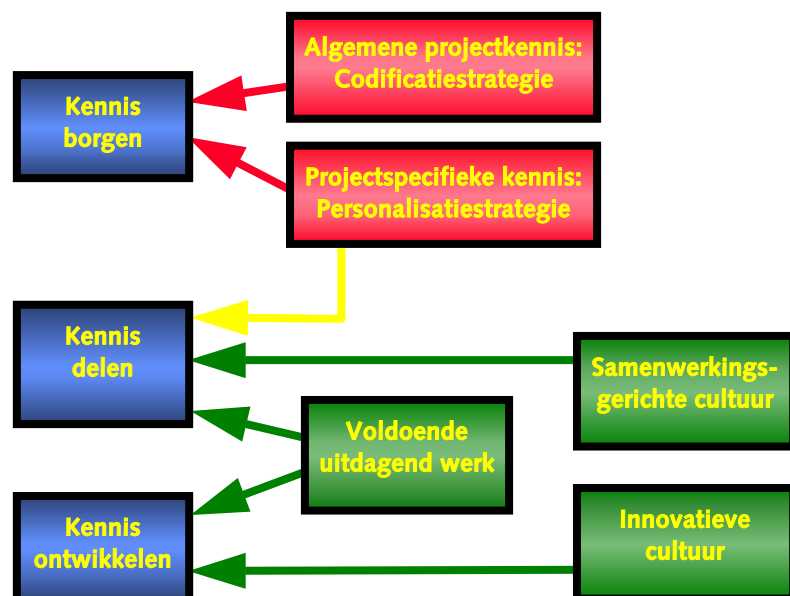 Algemene projectkennis:
Codificatiestrategie
Kennis
borgen
Projectspecifieke kennis:
Personalisatiestrategie
Kennis
delen
Samenwerkings-
gerichte cultuur
Voldoende
uitdagend werk
Kennis
ontwikkelen
Innovatieve
cultuur